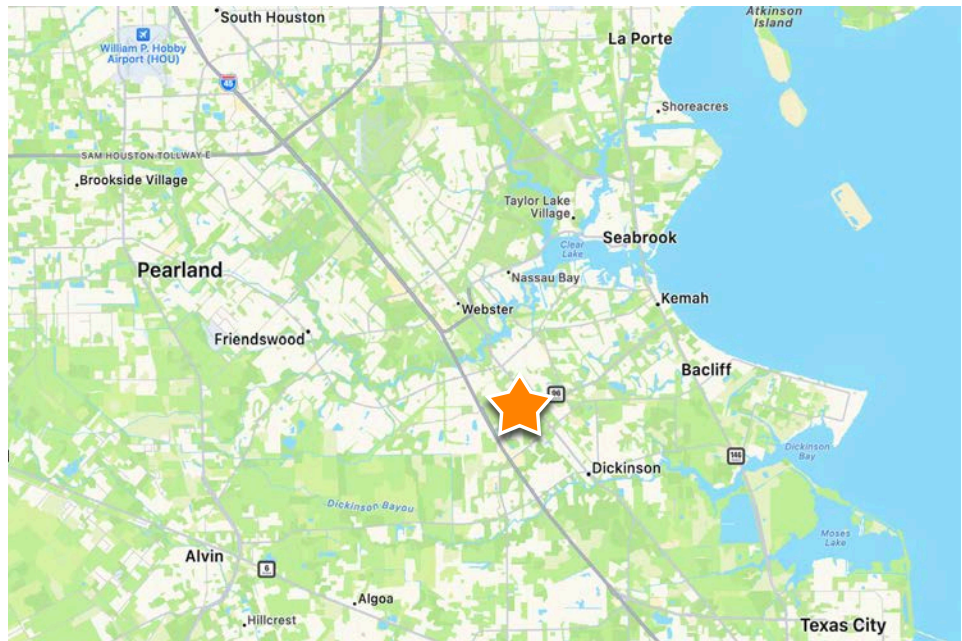 South Houston
Atkinson
Island
William P. Hobby
Airport (HOU)
La Porte
45
Shoreacres
SAM HOUSTON TOLLWAY E
Brookside Village
Taylor Lake
Village
Seabrook
Clear
Lake
Pearland
Nassau Bay
Kemah
Webster
Friendswood
Bacliff
96
Dickinson
Bay
146
Dickinson
Dickinson Bayou
Moses
Lake
Alvin
6
Algoa
Hillcrest
Texas City